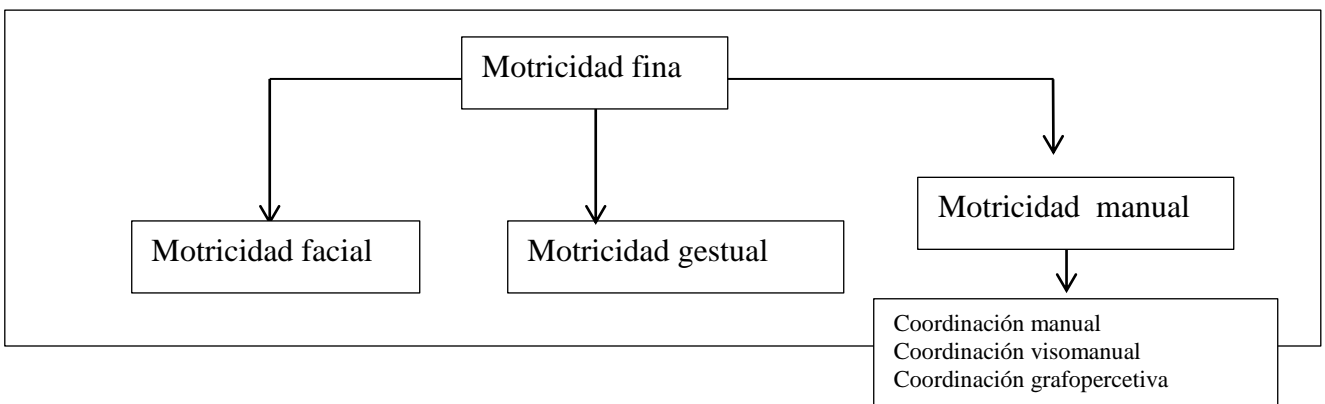 Motricidad fina
Motricidad facial
Motricidad gestual
Motricidad manual
Coordinación manual
Coordinación visomanual
Coordinación grafopercetiva